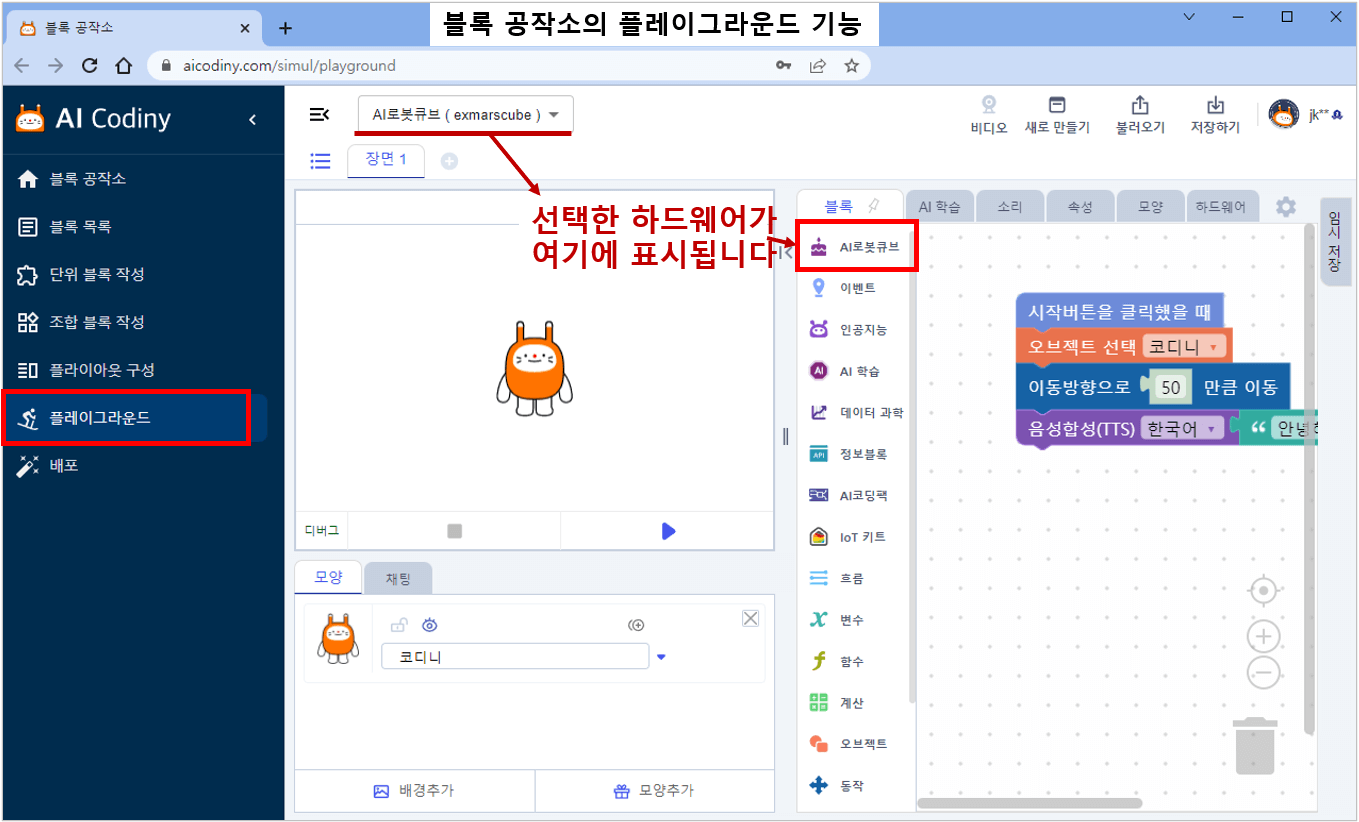 블록 공작소
블록 공작소의 플레이그라운드 기능
aicodiny.com/simul/playground
AI Codiny
AI로봇큐브 ( exmarscube )
비디오
새로 만들기
불러오기
저장하기
jk**
블록 공작소
블록 목록
단위 블록 작성
조합 블록 작성
플라이아웃 구성
플레이그라운드
배포
장면 1
선택한 하드웨어가
여기에 표시됩니다
디버그
모양
채팅
코디니
배경추가
모양추가
블록
AI 학습
소리
속성
모양
하드웨어
임시 저장
AI로봇큐브
이벤트
인공지능
AI
AI 학습
데이터 과학
API
정보블록
AI코딩팩
IoT 키트
흐름
변수
함수
계산
오브젝트
동작
시작버튼을 클릭했을 때
오브젝트 선택 코디니
이동방향으로 50 만큼 이동
음성합성(TTS) 한국어 “ 안녕